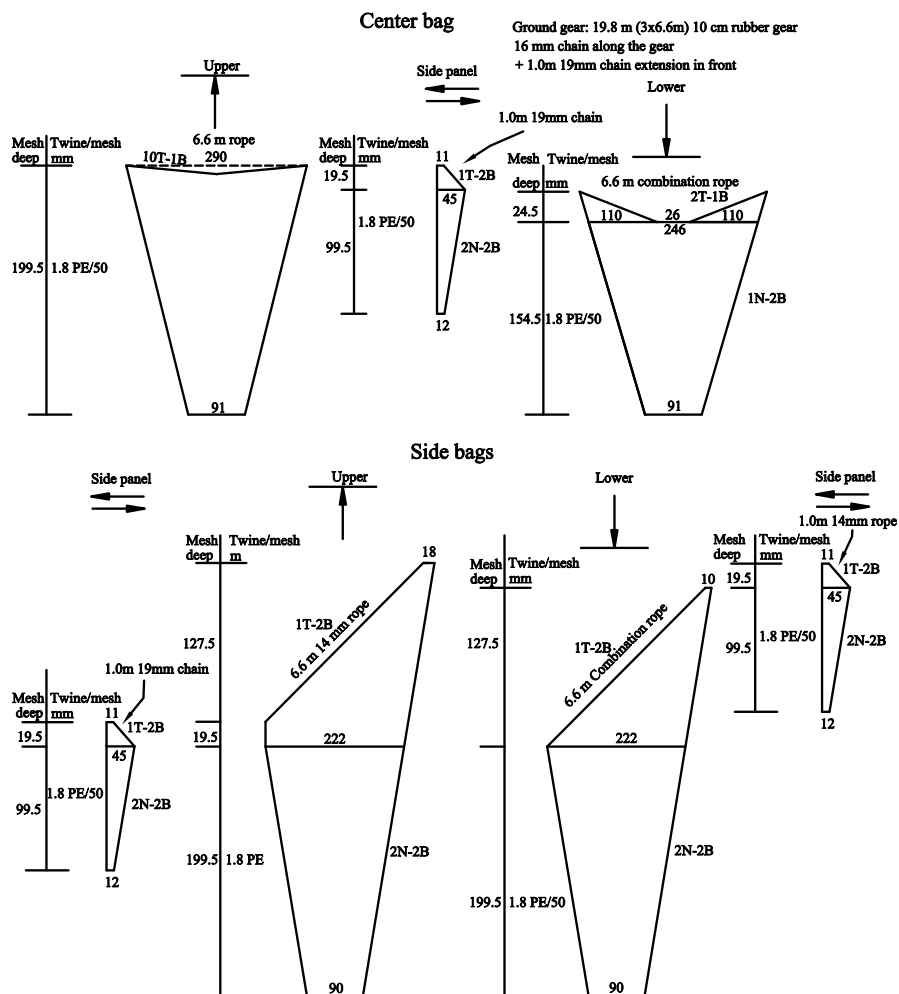 Center bag
Ground gear: 19.8 m (3x6.6m) 10 cm rubber gear
16 mm chain along the gear
+ 1.0m 19mm chain extension in front
Upper
Side panel
Lower
1.0m 19mm chain
Mesh Twine/mesh
deep mm
6.6 m rope
10T-1B 290
199.5 1.8 PE/50
91
Mesh Twine/mesh
deep mm
11
19.5
1T-2B
45
1.8 PE/50
99.5
2N-2B
12
Mesh Twine/mesh
deep mm
6.6 m combination rope
2T-1B
24.5
110 26 110
246
1N-2B
154.5 1.8 PE/50
91
Side bags
Side panel
Upper
Lower
Side panel
1.0m 19mm chain
Mesh Twine/mesh
deep mm
11
19.5
1T-2B
45
1.8 PE/50
99.5
2N-2B
12
Mesh Twine/mesh
deep m
18
1T-2B
6.6 m 14 mm rope
127.5
19.5
222
2N-2B
199.5 1.8 PE
90
Mesh Twine/mesh
deep mm
10
1T-2B
6.6 m Combination rope
127.5
222
2N-2B
199.5 1.8 PE/50
90
1.0m 14mm rope
Mesh Twine/mesh
deep mm
11
19.5
1T-2B
45
1.8 PE/50
99.5
2N-2B
12